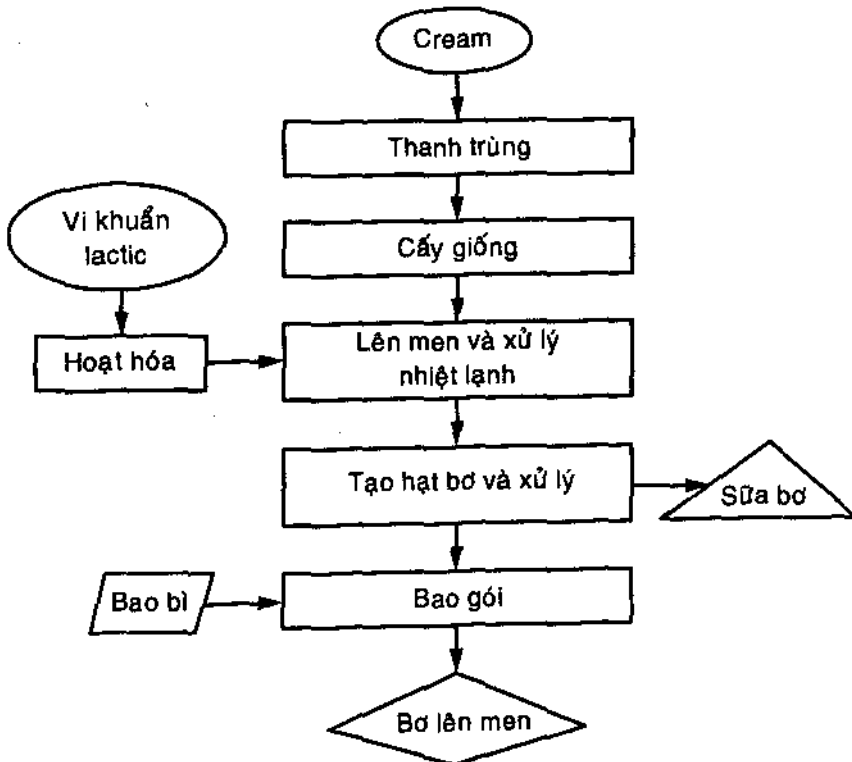 Cream
Thanh trùng
Vi khuẩn
lactic
Cấy giống
Hoạt hóa
Lên men và xử lý
nhiệt lạnh
Tạo hạt bơ và xử lý
Sữa bơ
Bao bì
Bao gói
Bơ lên men